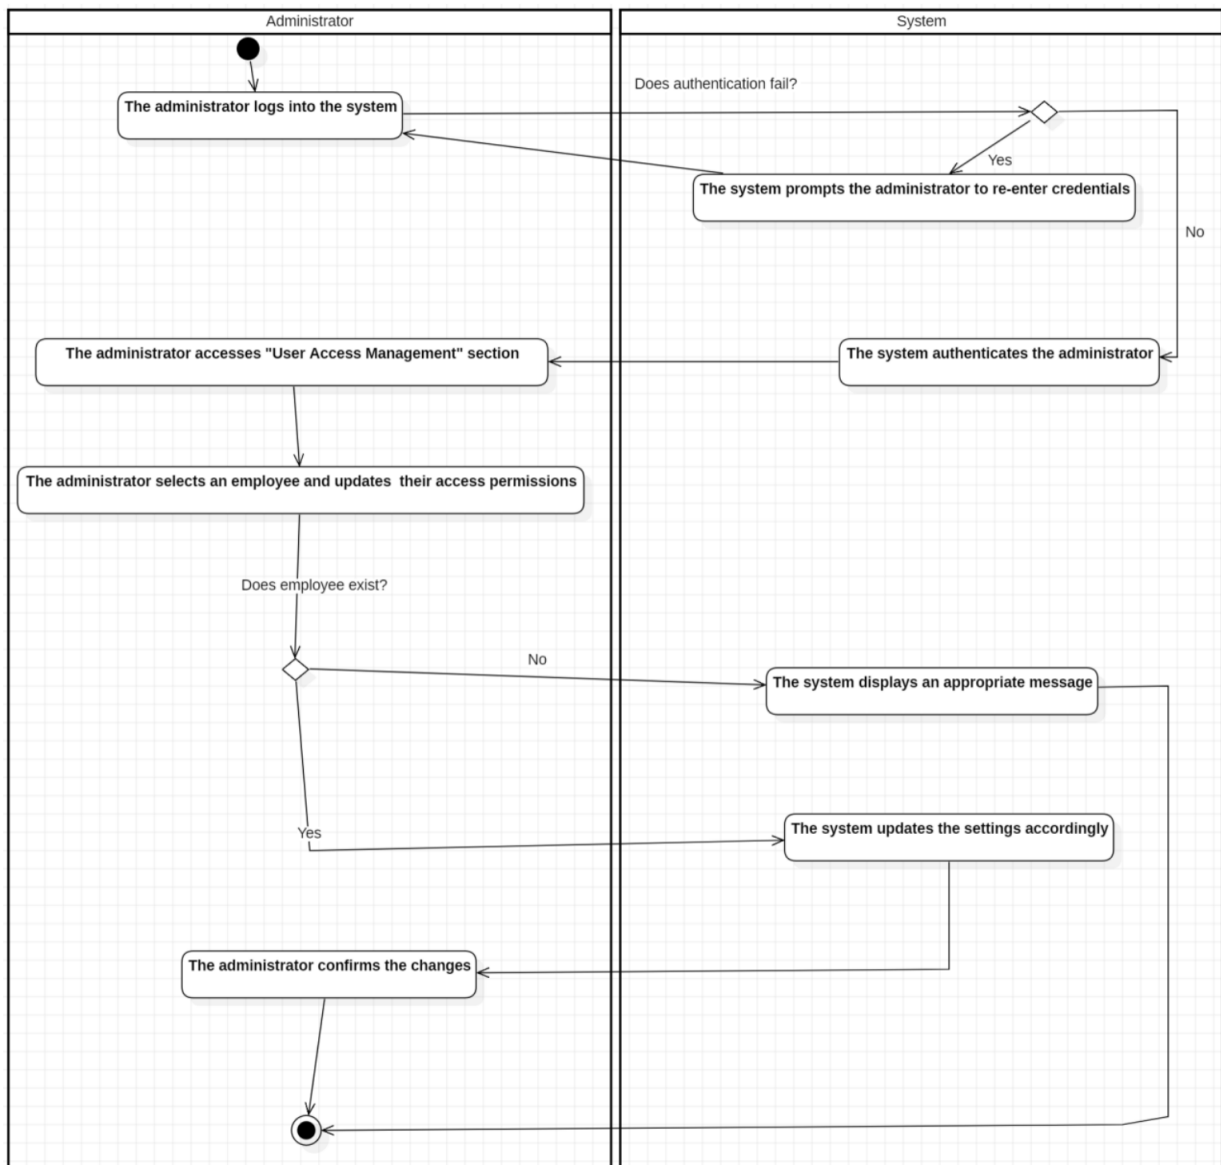 Administrator
System
Does authentication fail?
The administrator logs into the system
Yes
The system prompts the administrator to re-enter credentials
No
The administrator accesses "User Access Management" section
The system authenticates the administrator
The administrator selects an employee and updates  their access permissions
Does employee exist?
No
The system displays an appropriate message
Yes
The system updates the settings accordingly
The administrator confirms the changes